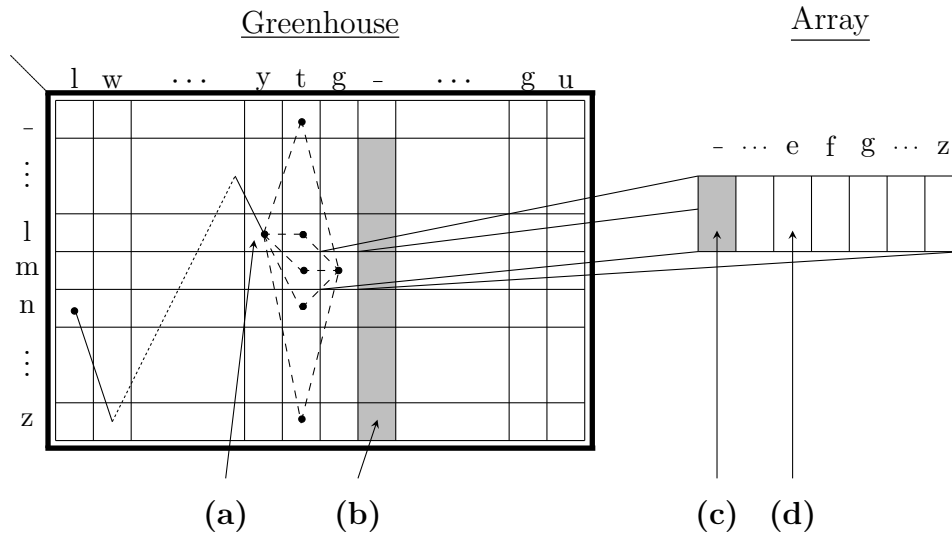 Greenhouse Array
l w ··· y t g – ··· g u
–
⋮
l
m
n
⋮
z
– ··· e f g ··· z
(a) (b) (c) (d)